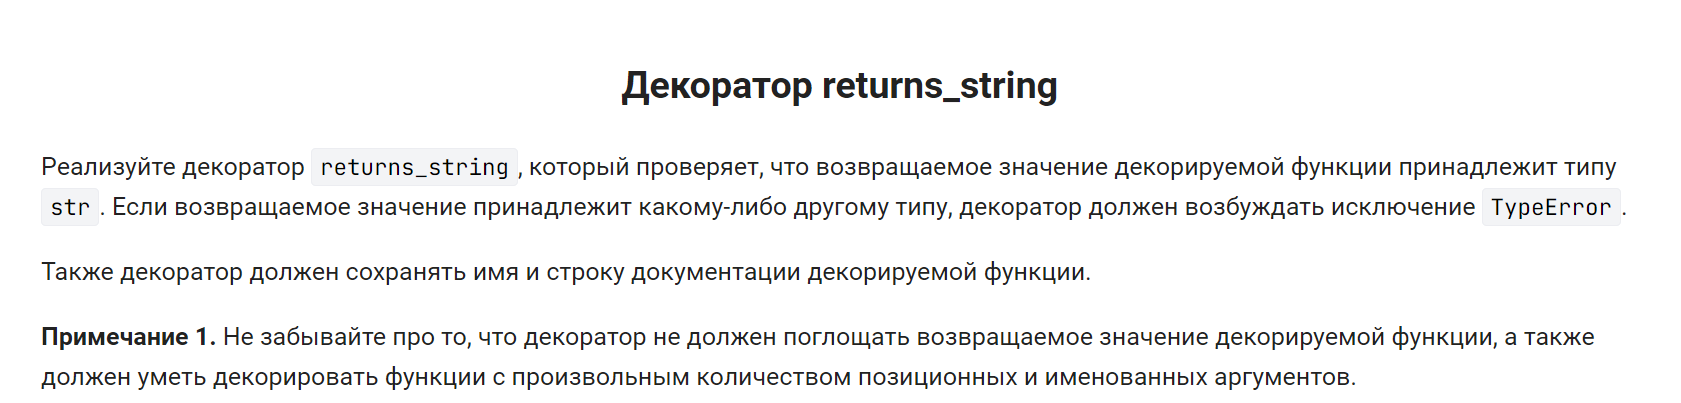 Декоратор returns_string
Реализуйте декоратор returns_string, который проверяет, что возвращаемое значение декорируемой функции принадлежит типу
str. Если возвращаемое значение принадлежит какому-либо другому типу, декоратор должен возбуждать исключение TypeError.
Также декоратор должен сохранять имя и строку документации декорируемой функции.
Примечание 1. Не забывайте про то, что декоратор не должен поглощать возвращаемое значение декорируемой функции, а также
должен уметь декорировать функции с произвольным количеством позиционных и именованных аргументов.